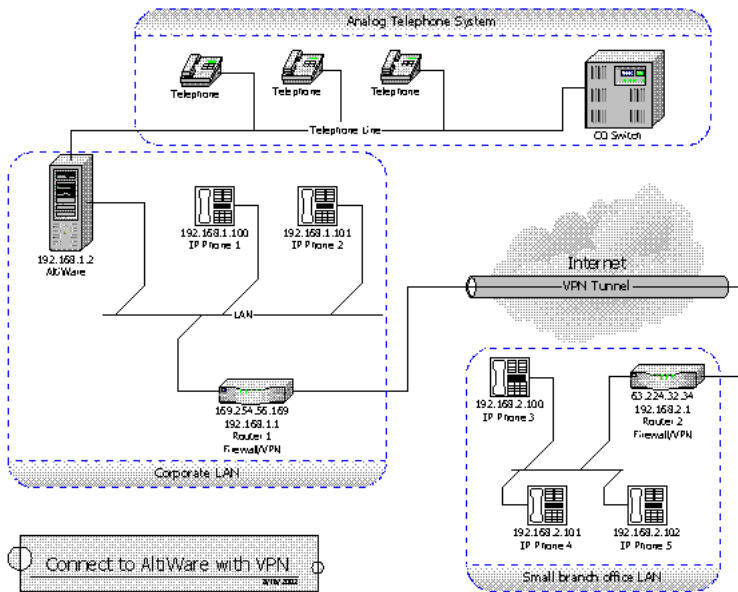 Analog Telephone System
Telephone
Telephone
Telephone
Telephone Line
CO Switch
192.168.1.2
AltiWare
192.168.1.100
IP Phone 1
192.168.1.101
IP Phone 2
LAN
169.254.56.169
192.168.1.1
Router 1
Firewall/VPN
Corporate LAN
Internet
VPN Tunnel
192.168.2.100
IP Phone 3
63.224.32.34
192.168.2.1
Router 2
Firewall/VPN
192.168.2.101
IP Phone 4
192.168.2.102
IP Phone 5
Small branch office LAN
Connect to AltiWare with VPN